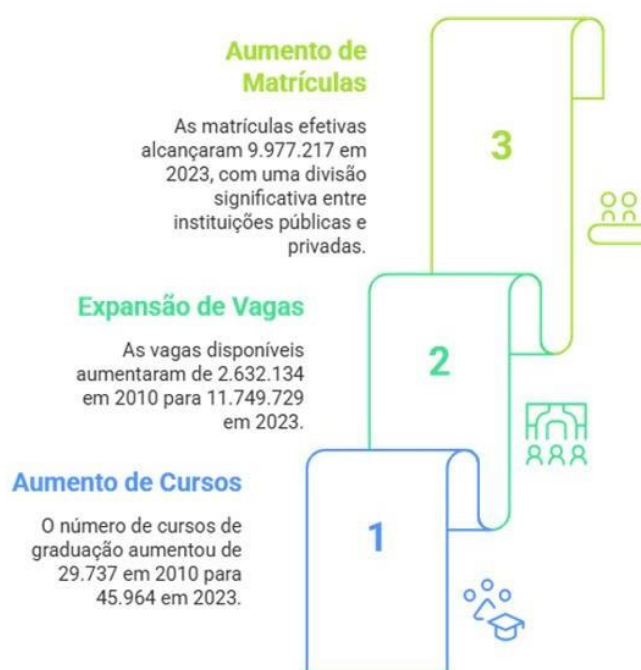 Aumento de
Matrículas
As matrículas efetivas
alcançaram 9.977.217 em
2023, com uma divisão
significativa entre
instituições públicas e
privadas.
3
Expansão de Vagas
As vagas disponíveis
aumentaram de 2.632.134
em 2010 para 11.749.729
em 2023.
2
Aumento de Cursos
O número de cursos de
graduação aumentou de
29.737 em 2010 para
45.964 em 2023.
1